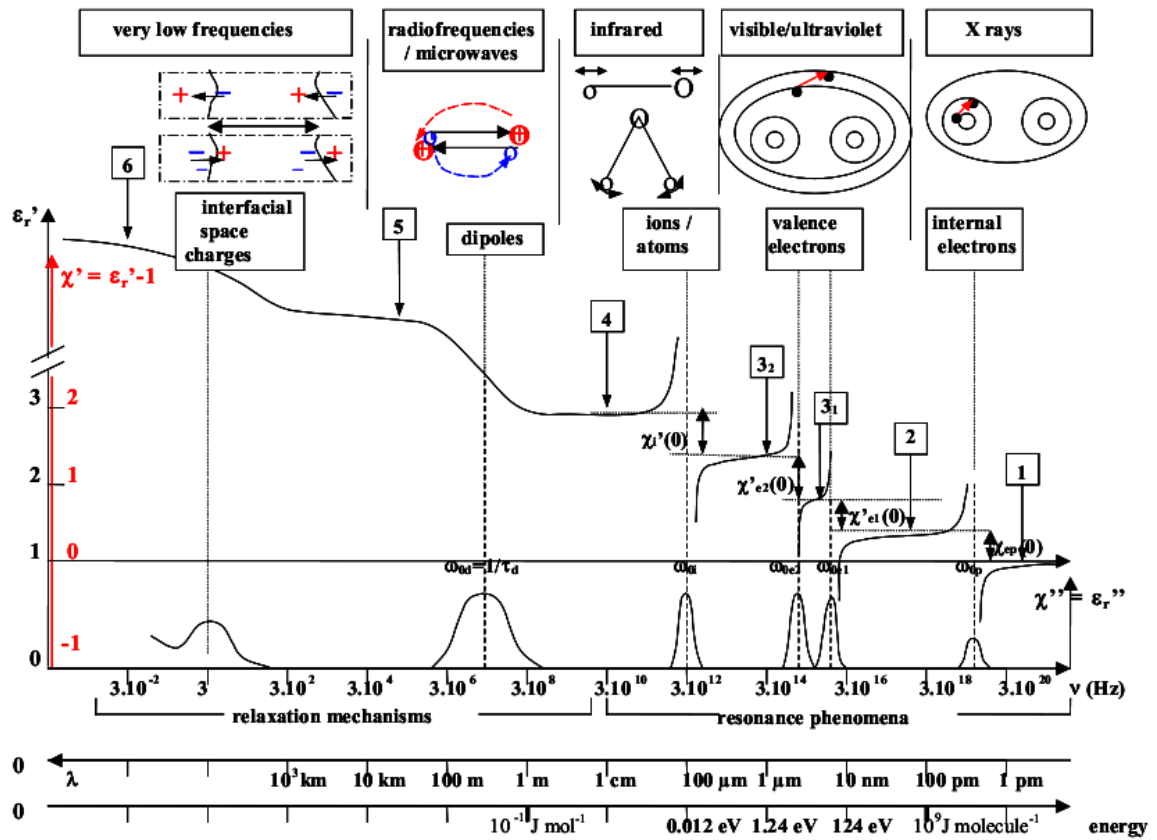 very low frequencies
radiofrequencies
/ microwaves
infrared
visible/ultraviolet
X rays
+ – + –
– + – +
– –
6
5
4
3₂
3₁
2
1
interfacial
space
charges
dipoles
ions /
atoms
valence
electrons
internal
electrons
εr'
χ' = εr'-1
3 2
2 1
1 0
0 -1
χi'(0)
χ'e2(0)
χ'e1(0)
χep(0)
ω0d=1/τd
ω0i
ω0e2
ω0e1
ω0p
χ'' = εr''
3.10⁻² 3 3.10² 3.10⁴ 3.10⁶ 3.10⁸ 3.10¹⁰ 3.10¹² 3.10¹⁴ 3.10¹⁶ 3.10¹⁸ 3.10²⁰ ν (Hz)
relaxation mechanisms
resonance phenomena
0 λ 10³ km 10 km 100 m 1 m 1 cm 100 µm 1 µm 10 nm 100 pm 1 pm
0 10⁻¹ J mol⁻¹ 0.012 eV 1.24 eV 124 eV 10⁹ J molecule⁻¹ energy